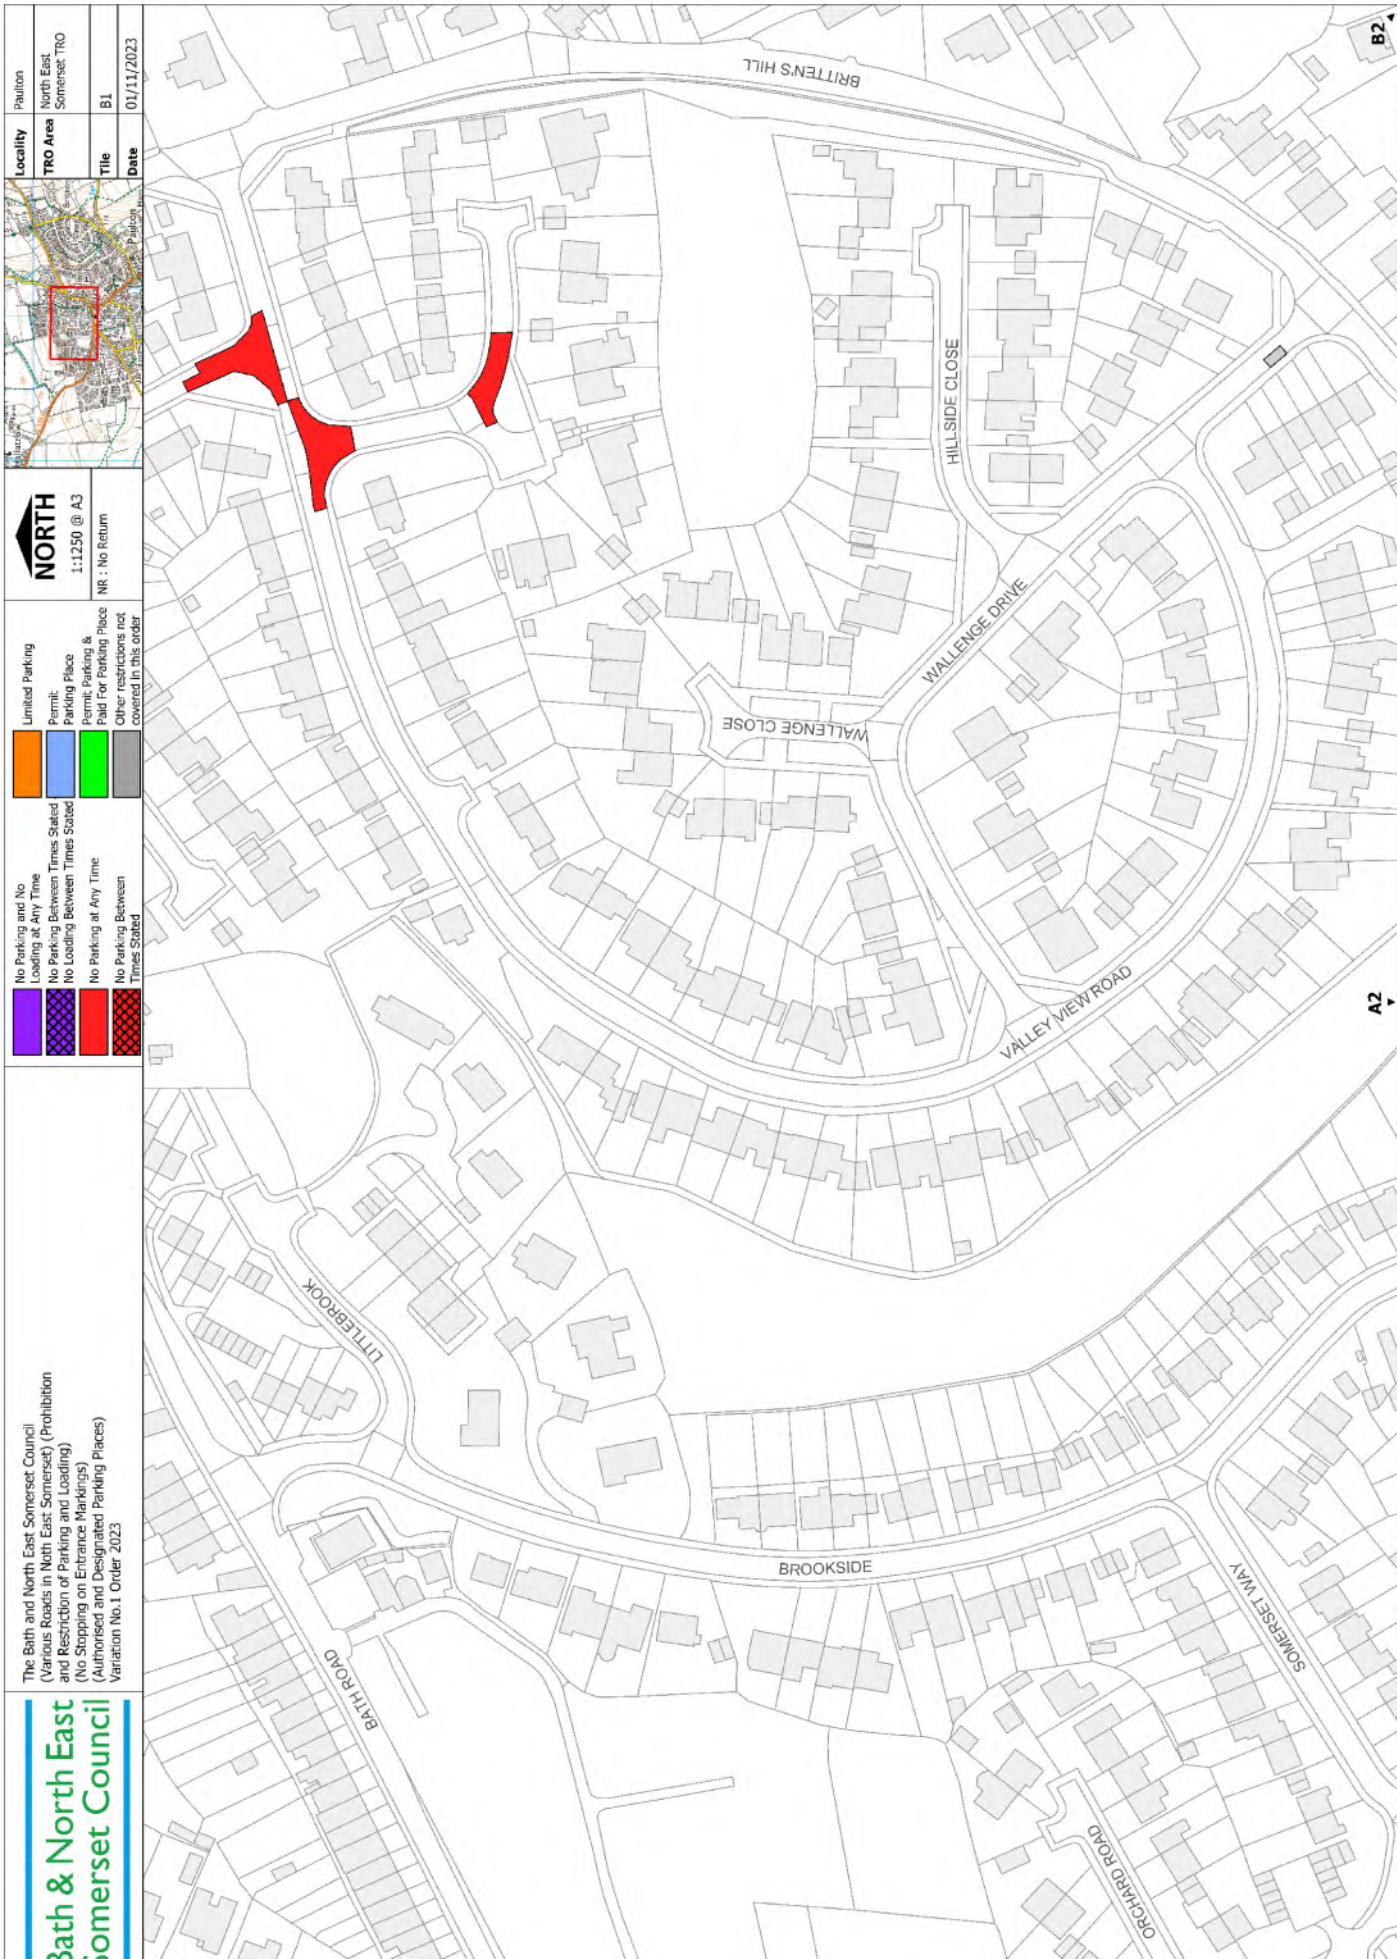 Bath & North East
Somerset Council
The Bath and North East Somerset Council
(Various Roads in Noth East Somerset) (Prohibition
and Restriction of Parking and Loading)
(No Stopping on Entrance Markings)
(Authorised and Designated Parking Places)
Variation No.1 Order 2023
No Parking and No
Loading at Any Time
No Parking Between Times Stated
No Loading Between Times Stated
No Parking at Any Time
No Parking Between
Times Stated
Limited Parking
Permit
Parking Place
Permit Parking &
Paid For Parking Place
Other restrictions not
covered in this order
NORTH
1:1250 @ A3
NR : No Return
Paulton
Locality
Paulton
TRO Area
North East
Somerset TRO
Tile
B1
Date
01/11/2023
BRITTEN'S HILL
HILLSIDE CLOSE
WALLENGE DRIVE
WALLENGE CLOSE
VALLEY VIEW ROAD
LITTLEBROOK
BROOKSIDE
BATH ROAD
SOMERSET WAY
ORCHARD ROAD
A2
B2